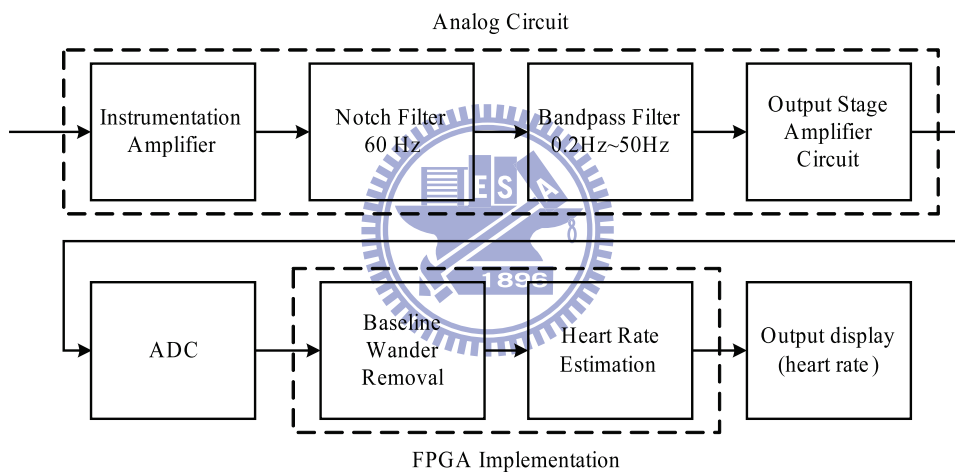 Analog Circuit
Instrumentation
Amplifier
Notch Filter
60 Hz
Bandpass Filter
0.2Hz~50Hz
Output Stage
Amplifier
Circuit
E S A
1896
ADC
Baseline
Wander
Removal
Heart Rate
Estimation
Output display
(heart rate)
FPGA Implementation